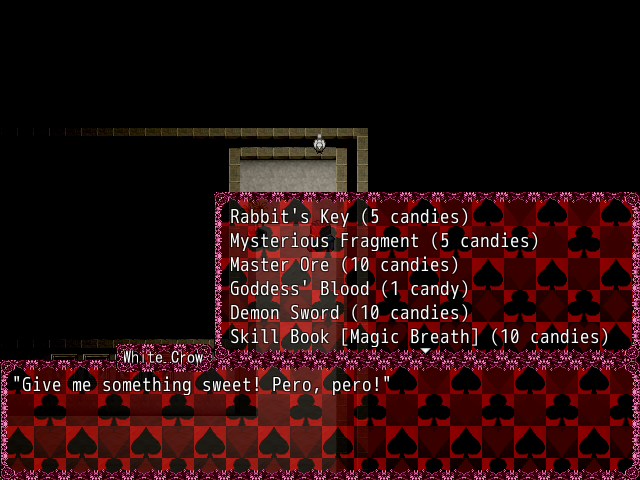 Rabbit's Key (5 candies)
Mysterious Fragment (5 candies)
Master Ore (10 candies)
Goddess' Blood (1 candy)
Demon Sword (10 candies)
Skill Book [Magic Breath] (10 candies)
White Crow
"Give me something sweet! Pero, pero!"